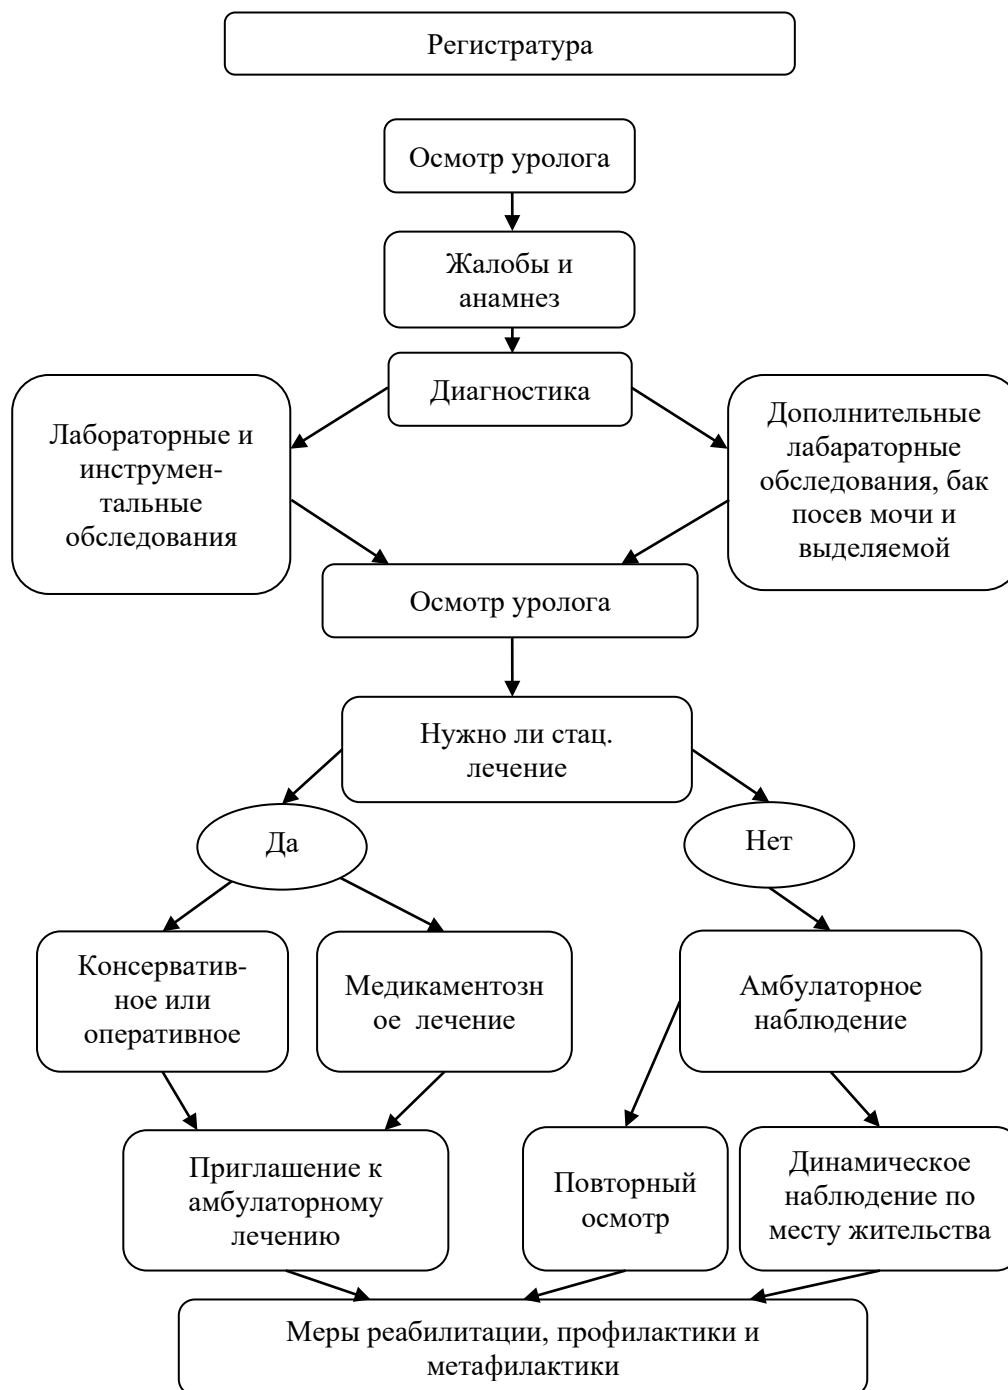 Регистратура
Осмотр уролога
Жалобы и
анамнез
Диагностика
Лабораторные и
инструмен-
тальные
обследования
Дополнительные
лабараторные
обследования, бак
посев мочи и
выделяемой
Осмотр уролога
Нужно ли стац.
лечение
Да
Нет
Консерватив-
ное или
оперативное
Медикаментозн
ое лечение
Амбулаторное
наблюдение
Приглашение к
амбулаторному
лечению
Повторный
осмотр
Динамическое
наблюдение по
месту жительства
Меры реабилитации, профилактики и
метафилактики